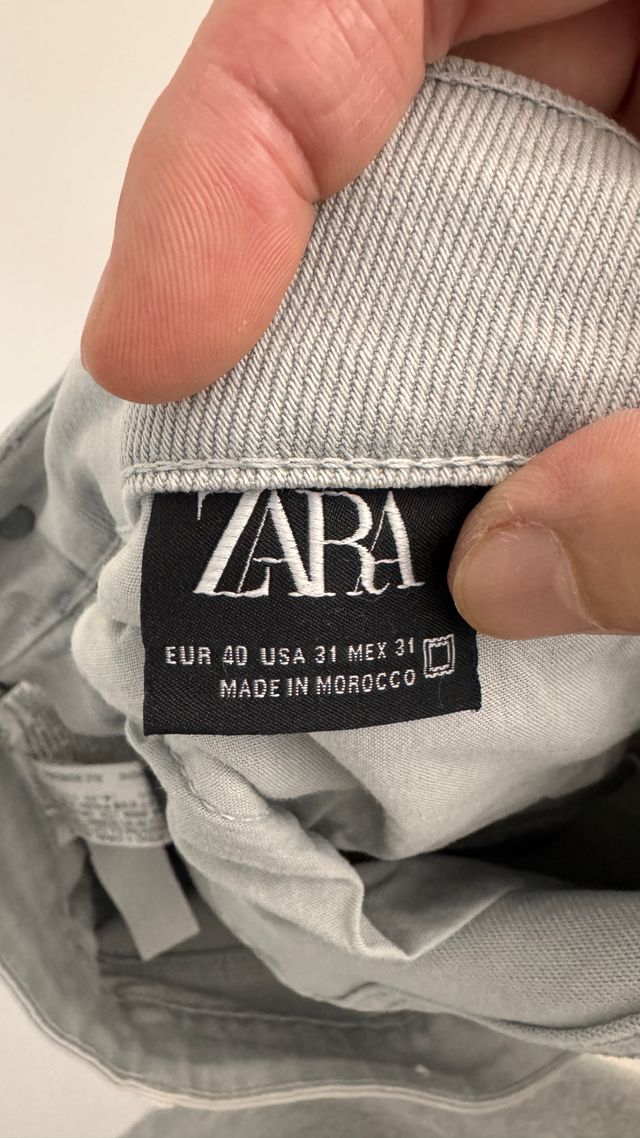 ZARA
EUR 40 USA 31 MEX 31
MADE IN MOROCCO